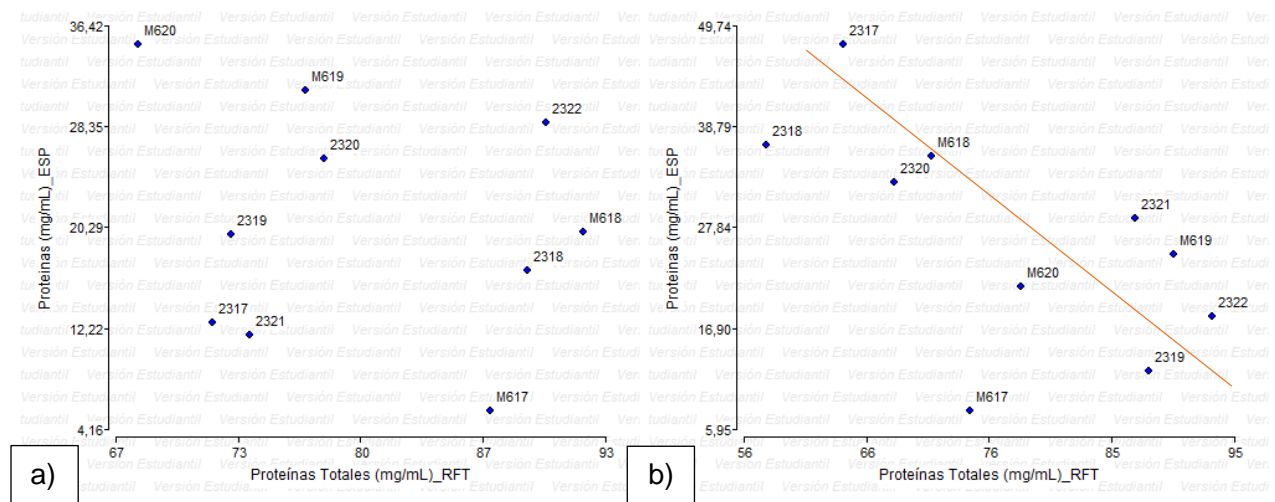 Versión Estudiantil
36,42
28,35
20,29
12,22
4,16
Proteínas (mg/mL)_ESP
M620
M619
2322
2320
2319
M618
2318
2317
2321
M617
67
73
80
87
93
Proteínas Totales (mg/mL)_RFT
a)
49,74
38,79
27,84
16,90
5,95
Proteínas (mg/mL)_ESP
2317
2318
M618
2320
2321
M619
M620
2322
2319
M617
56
66
76
85
95
Proteínas Totales (mg/mL)_RFT
b)